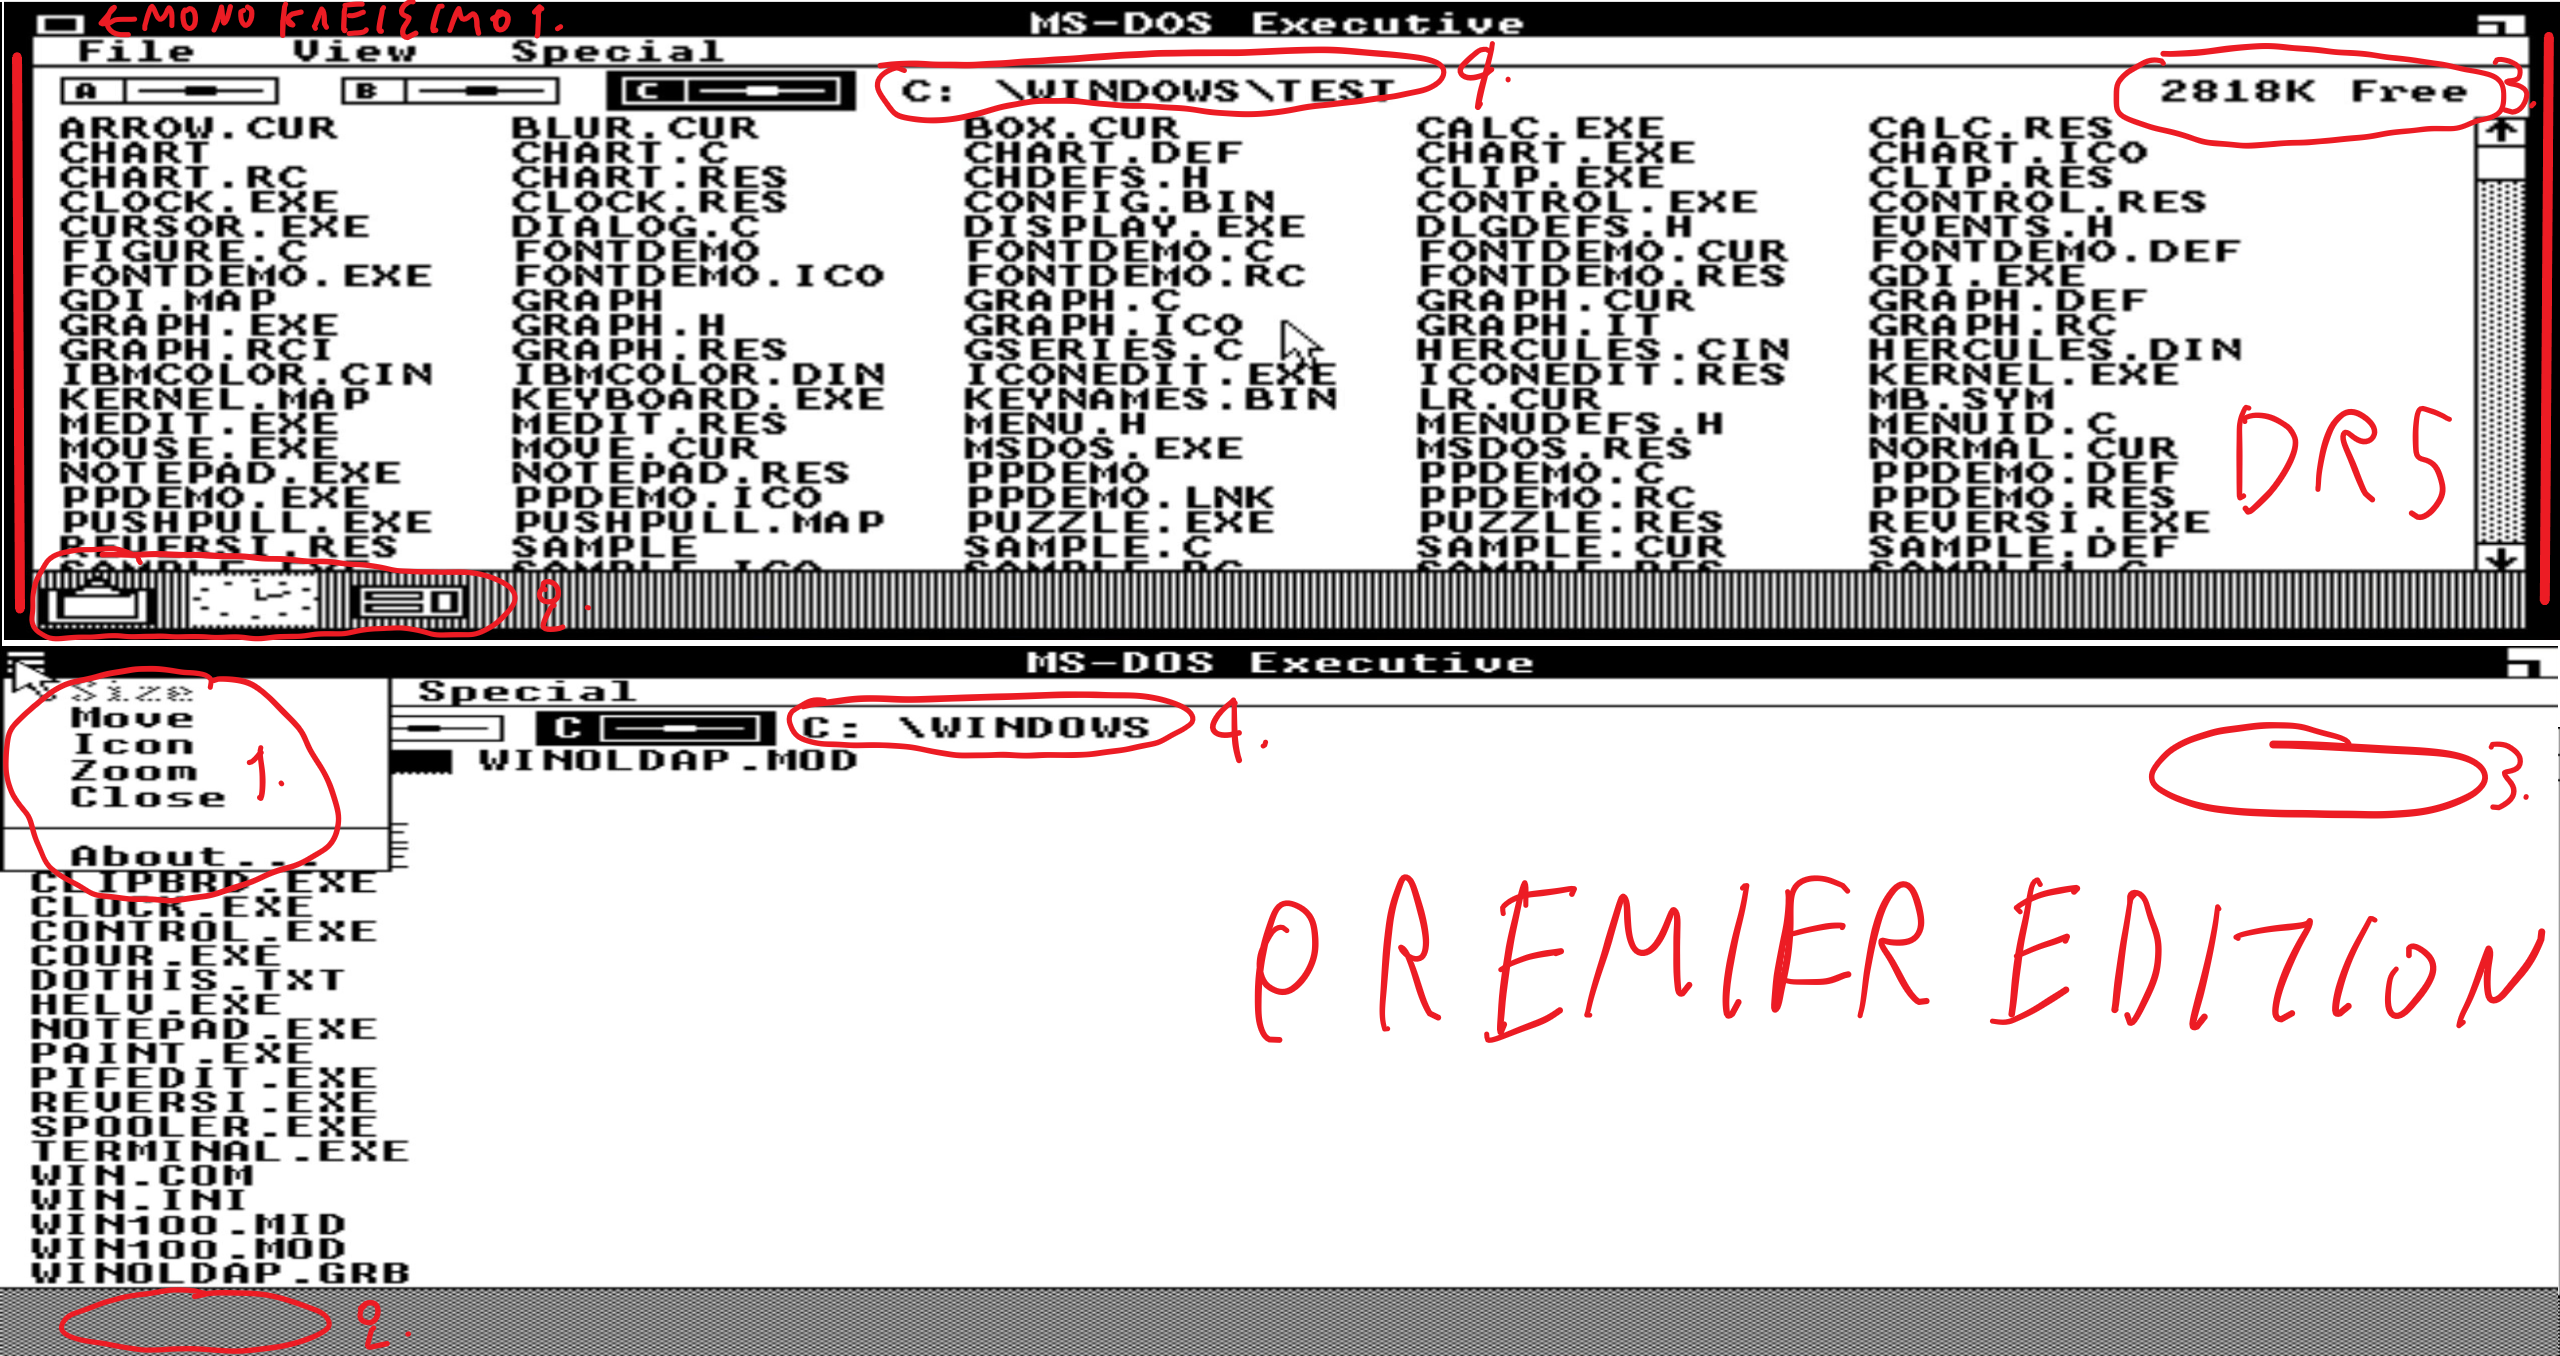 ←ΜΟΝΟ ΚΛΕΙΣΙΜΟ 1.
MS-DOS Executive
File View Special
A B C C: \WINDOWS\TEST 4. 2818K Free 3.
ARROW.CUR BLUR.CUR BOX.CUR CALC.EXE CALC.RES
CHART CHART.C CHART.DEF CHART.EXE CHART.ICO
CHART.RC CHART.RES CHDEFS.H CLIP.EXE CLIP.RES
CLOCK.EXE CLOCK.RES CONFIG.BIN CONTROL.EXE CONTROL.RES
CURSOR.EXE DIALOG.C DISPLAY.EXE DLGDEFS.H EVENTS.H
FIGURE.C FONTDEMO FONTDEMO.C FONTDEMO.CUR FONTDEMO.DEF
FONTDEMO.EXE FONTDEMO.ICO FONTDEMO.RC FONTDEMO.RES GDI.EXE
GDI.MAP GRAPH GRAPH.C GRAPH.CUR GRAPH.DEF
GRAPH.EXE GRAPH.H GRAPH.ICO GRAPH.IT GRAPH.RC
GRAPH.RCI GRAPH.RES GSERIES.C HERCULES.CIN HERCULES.DIN
IBMCOLOR.CIN IBMCOLOR.DIN ICONEDIT.EXE ICONEDIT.RES KERNEL.EXE
KERNEL.MAP KEYBOARD.EXE KEYNAMES.BIN LR.CUR MB.SYM
MEDIT.EXE MEDIT.RES MENU.H MENUDEFS.H MENUID.C
MOUSE.EXE MOVE.CUR MSDOS.EXE MSDOS.RES NORMAL.CUR
NOTEPAD.EXE NOTEPAD.RES PPDEMO PPDEMO.C PPDEMO.DEF
PPDEMO.EXE PPDEMO.ICO PPDEMO.LNK PPDEMO.RC PPDEMO.RES
PUSHPULL.EXE PUSHPULL.MAP PUZZLE.EXE PUZZLE.RES REVERSI.EXE
REVERSI.RES SAMPLE SAMPLE.C SAMPLE.CUR SAMPLE.DEF
DR5
2.
MS-DOS Executive
Special
C C: \WINDOWS 4.
WINOLDAP.MOD
3.
Size
Move
Icon
Zoom
Close
1.
About...
CLIPBRD.EXE
CLOCK.EXE
CONTROL.EXE
COUR.EXE
DOTHIS.TXT
HELV.EXE
NOTEPAD.EXE
PAINT.EXE
PIFEDIT.EXE
REVERSI.EXE
SPOOLER.EXE
TERMINAL.EXE
WIN.COM
WIN.INI
WIN100.MID
WIN100.MOD
WINOLDAP.GRB
PREMIER EDITION
2.